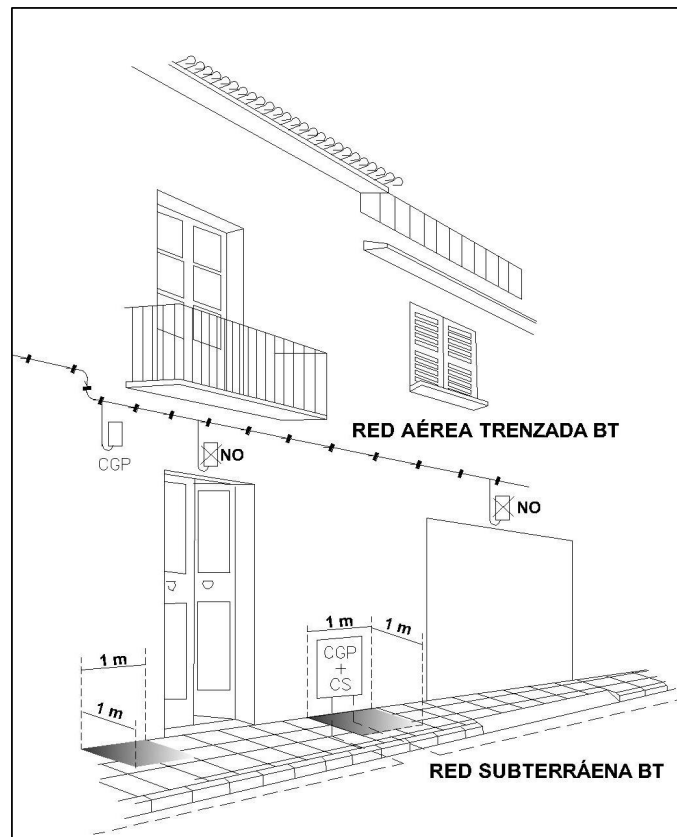 RED AÉREA TRENZADA BT
CGP
NO
NO
1 m
1 m
1 m
1 m
CGP
+
CS
RED SUBTERRÁENA BT